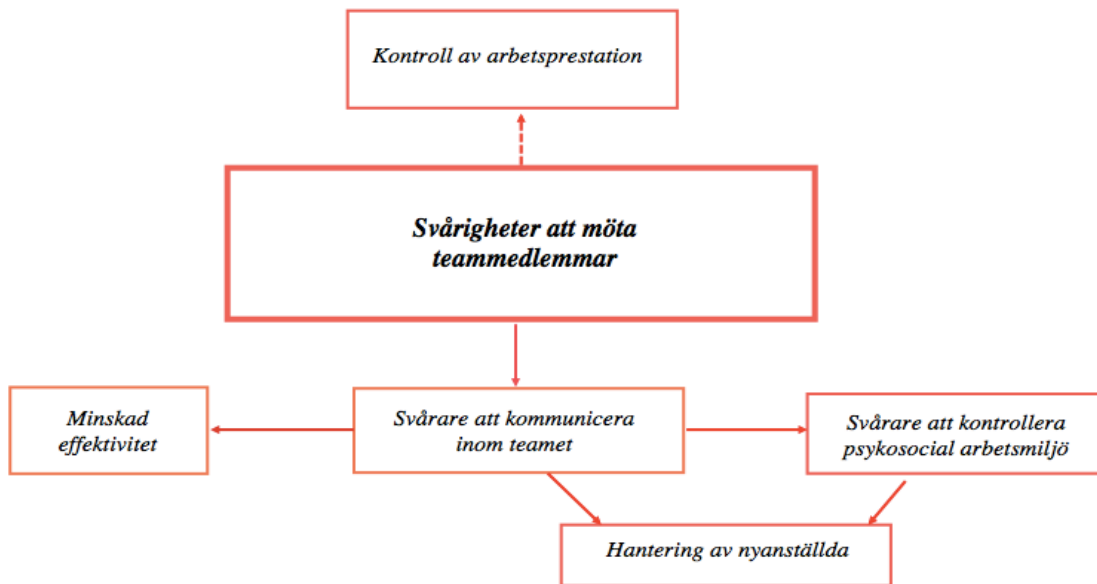 Kontroll av arbetsprestation
Svårigheter att möta
teammedlemmar
Minskad
effektivitet
Svårare att kommunicera
inom teamet
Svårare att kontrollera
psykosocial arbetsmiljö
Hantering av nyanställda